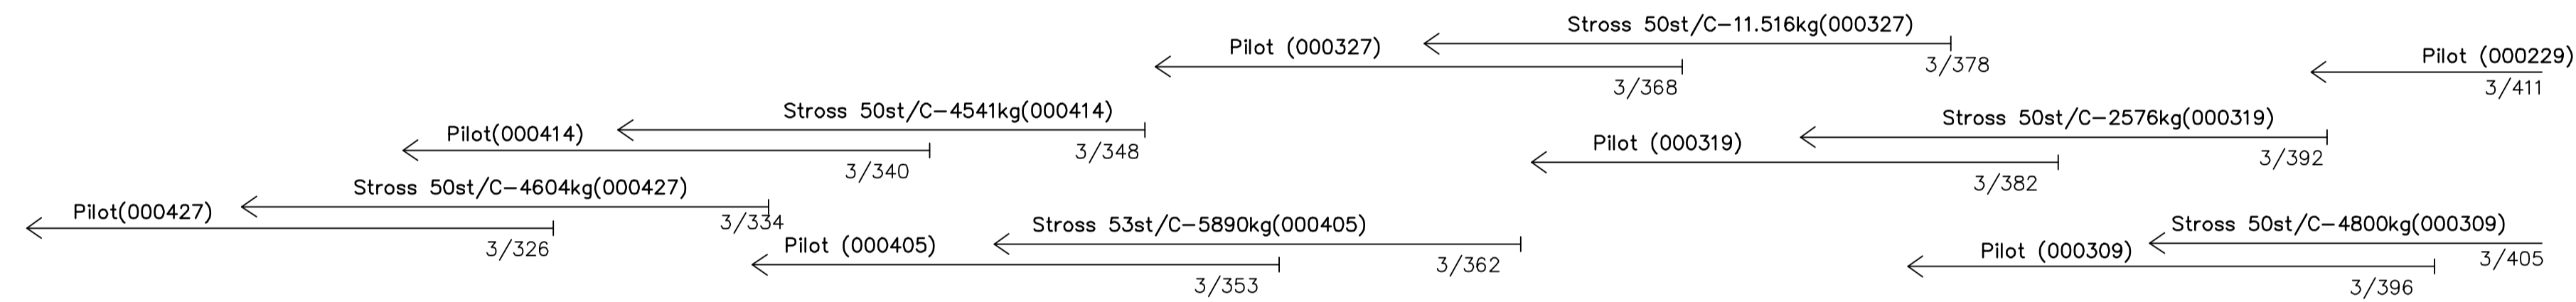 Stross 50st/C-11.516kg(000327)
Pilot (000327)
3/378
Pilot (000229)
3/368
3/411
Stross 50st/C-4541kg(000414)
Stross 50st/C-2576kg(000319)
Pilot(000414)
Pilot (000319)
3/348
3/392
3/340
3/382
Stross 50st/C-4604kg(000427)
Pilot(000427)
3/334
Stross 53st/C-5890kg(000405)
Stross 50st/C-4800kg(000309)
3/326
Pilot (000405)
Pilot (000309)
3/362
3/405
3/353
3/396